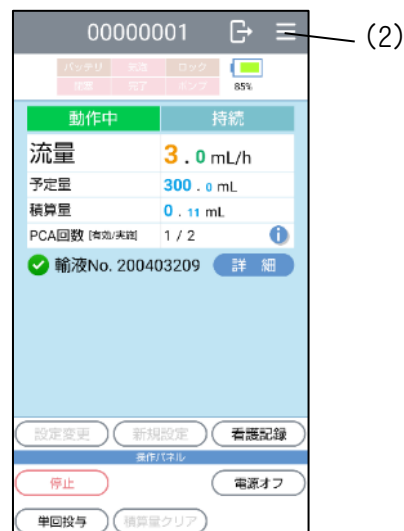 00000001
(2)
バッテリ 気泡 ロック
閉塞 完了 ポンプ 85%
動作中 持続
流量 3.0 mL/h
予定量 300.0 mL
積算量 0.11 mL
PCA回数 [有効/実施] 1 / 2
輸液No. 200403209 詳細
設定変更 新規設定 看護記録
操作パネル
停止 電源オフ
単回投与 積算量クリア